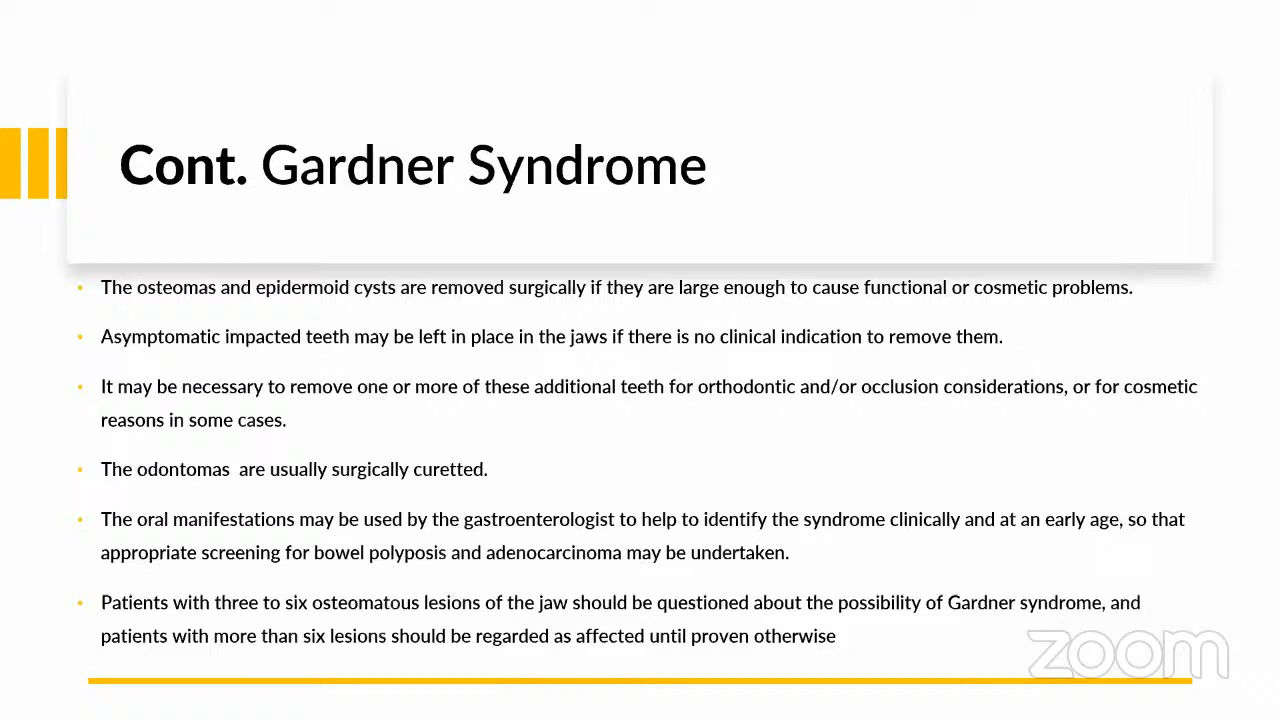 Cont. Gardner Syndrome
• The osteomas and epidermoid cysts are removed surgically if they are large enough to cause functional or cosmetic problems.
• Asymptomatic impacted teeth may be left in place in the jaws if there is no clinical indication to remove them.
• It may be necessary to remove one or more of these additional teeth for orthodontic and/or occlusion considerations, or for cosmetic
reasons in some cases.
• The odontomas  are usually surgically curetted.
• The oral manifestations may be used by the gastroenterologist to help to identify the syndrome clinically and at an early age, so that
appropriate screening for bowel polyposis and adenocarcinoma may be undertaken.
• Patients with three to six osteomatous lesions of the jaw should be questioned about the possibility of Gardner syndrome, and
patients with more than six lesions should be regarded as affected until proven otherwise
zoom